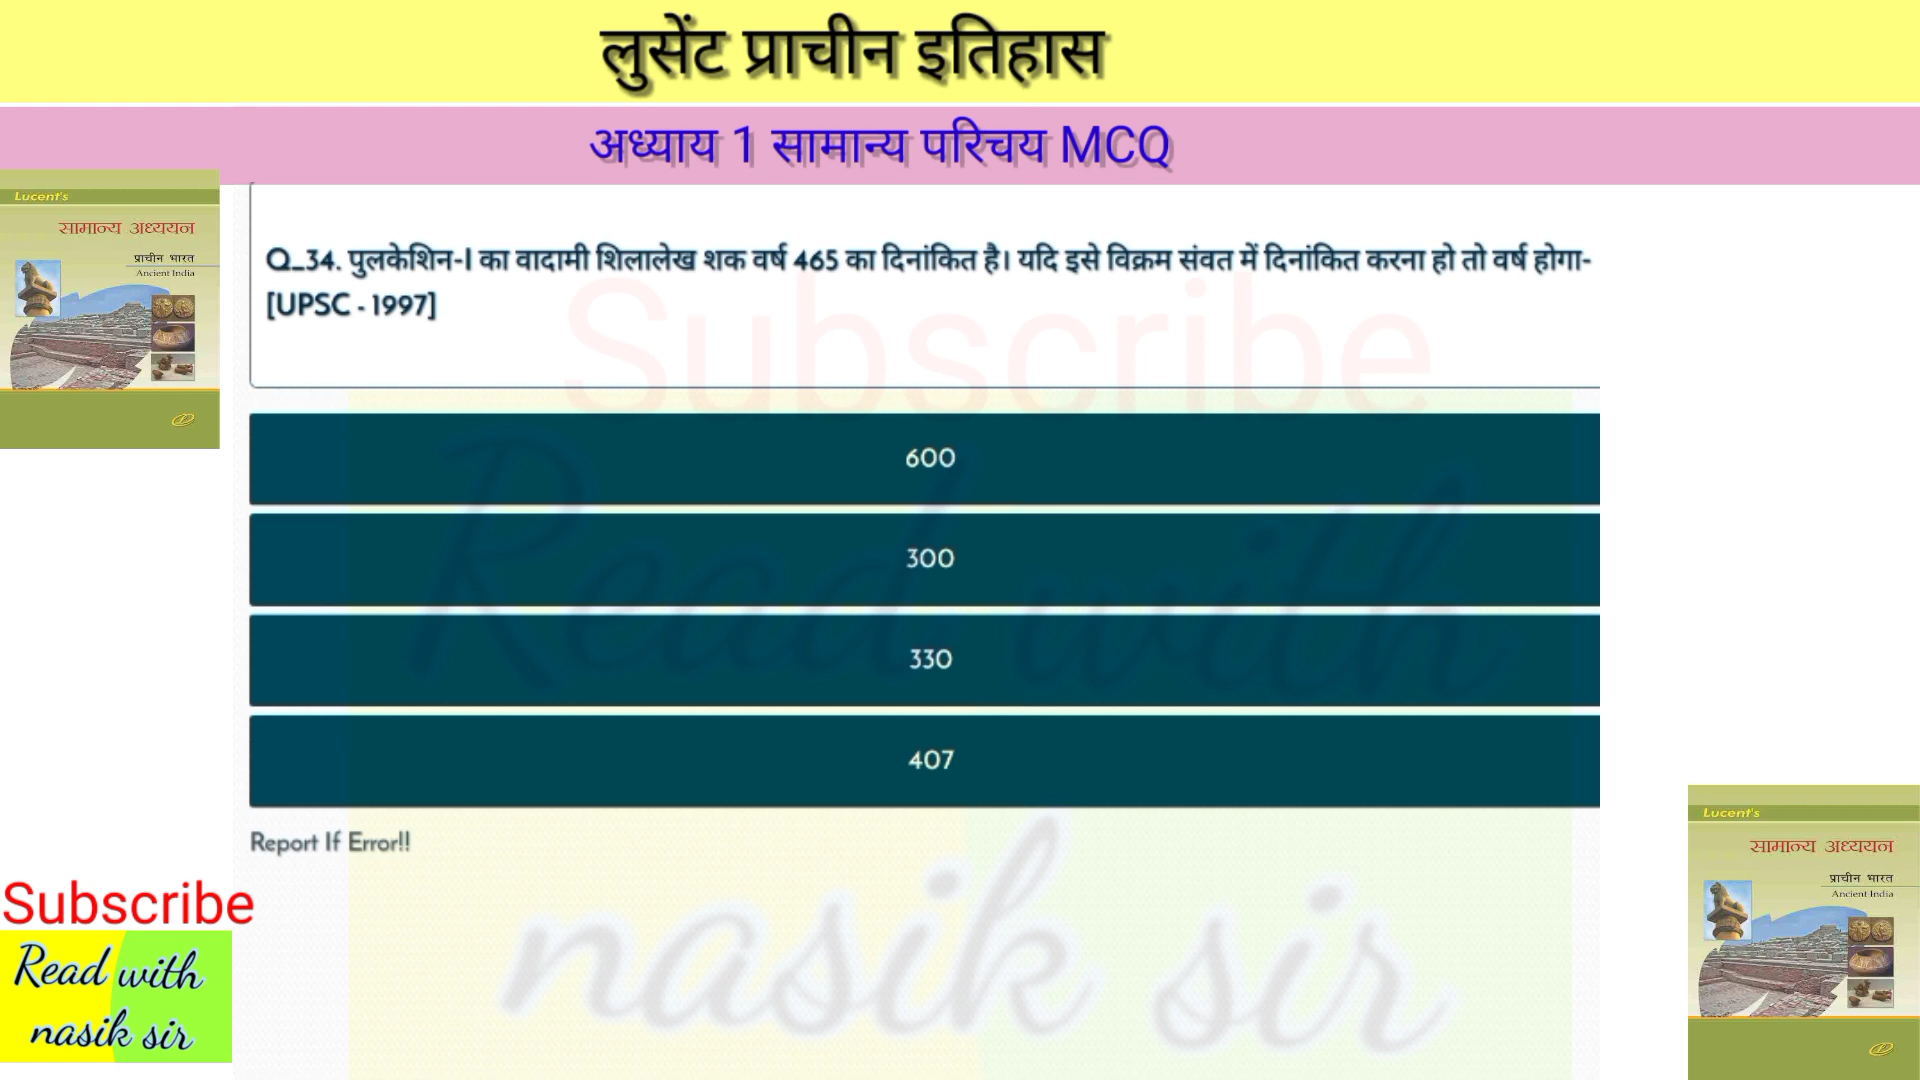 लुसेंट प्राचीन इतिहास
अध्याय 1 सामान्य परिचय MCQ
Lucent's
सामान्य अध्ययन
प्राचीन भारत
Ancient India
Q_34. पुलकेशिन-I का वादामी शिलालेख शक वर्ष 465 का दिनांकित है। यदि इसे विक्रम संवत में दिनांकित करना हो तो वर्ष होगा-
[UPSC - 1997]
Subscribe
600
300
Read with
330
407
Report If Error!!
nasik sir
Subscribe
Read with
nasik sir
Lucent's
सामान्य अध्ययन
प्राचीन भारत
Ancient India